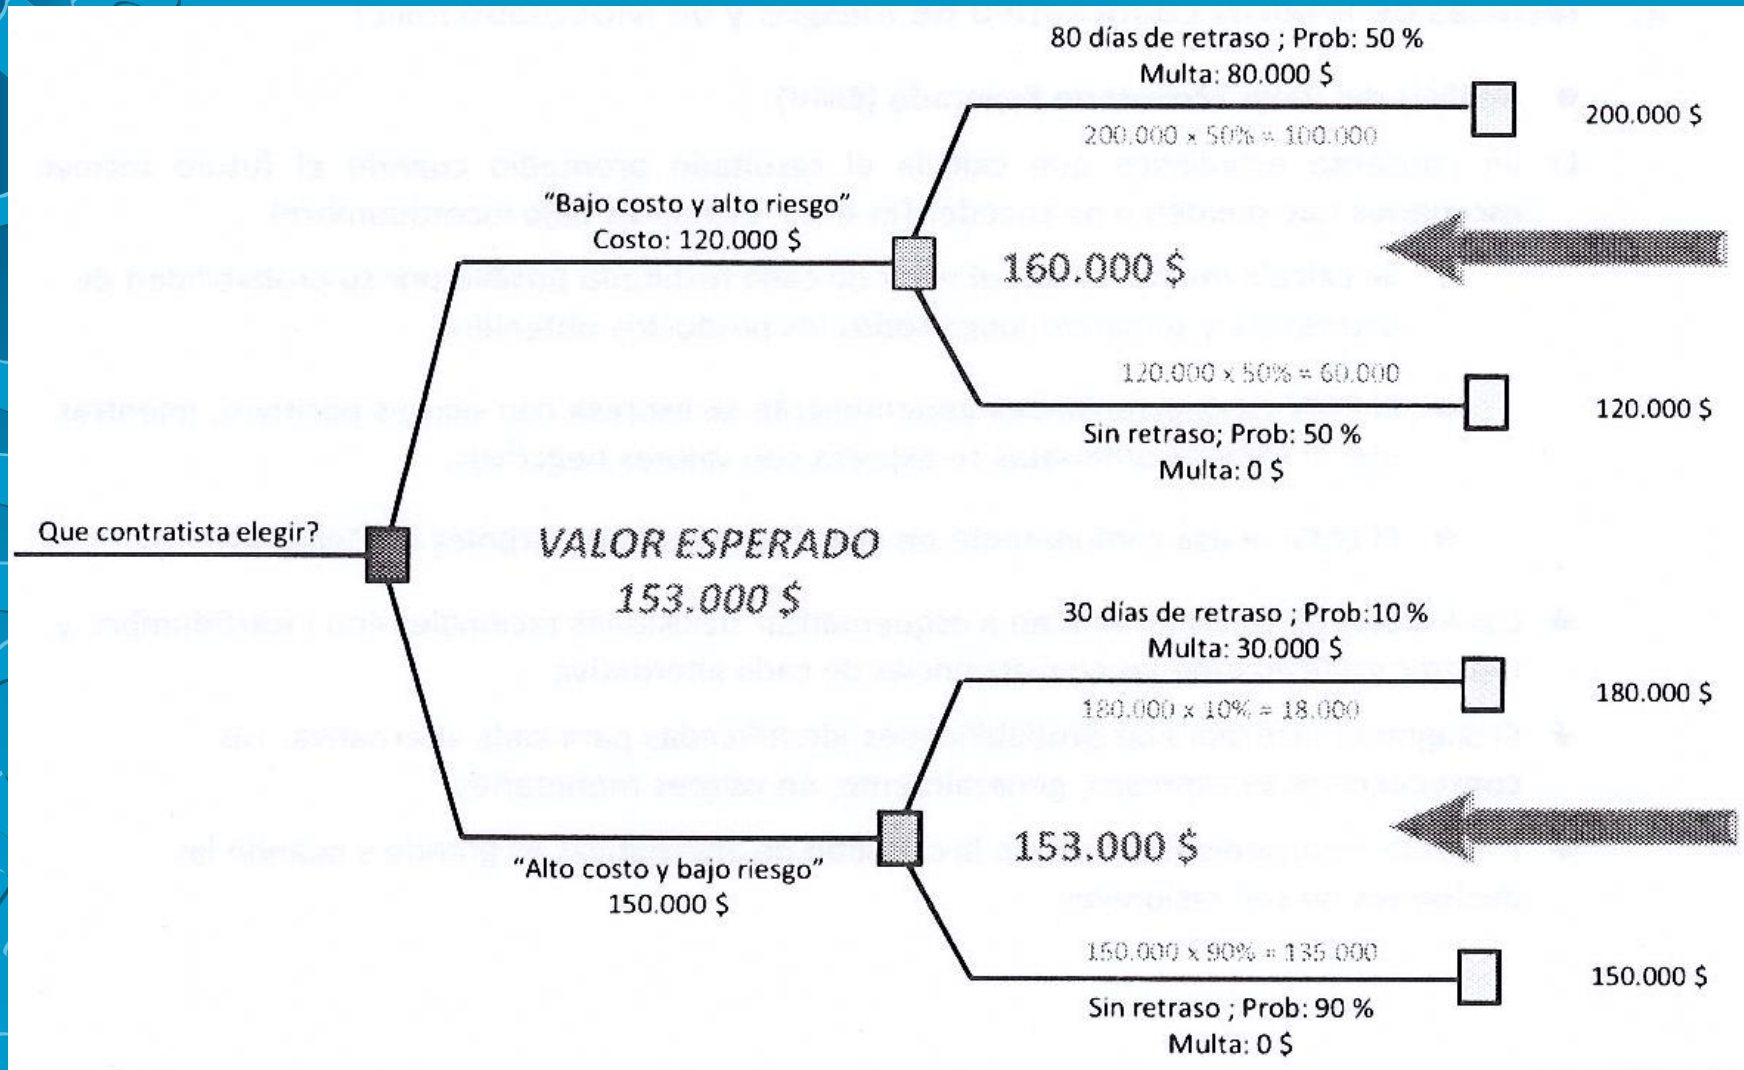 80 días de retraso ; Prob: 50 %
Multa: 80.000 $
200.000 x 50% = 100.000
200.000 $
"Bajo costo y alto riesgo"
Costo: 120.000 $
160.000 $
120.000 x 50% = 60.000
120.000 $
Sin retraso; Prob: 50 %
Multa: 0 $
Que contratista elegir?
VALOR ESPERADO
153.000 $
30 días de retraso ; Prob:10 %
Multa: 30.000 $
180.000 x 10% = 18.000
180.000 $
153.000 $
"Alto costo y bajo riesgo"
150.000 $
150.000 x 90% = 135.000
150.000 $
Sin retraso ; Prob: 90 %
Multa: 0 $